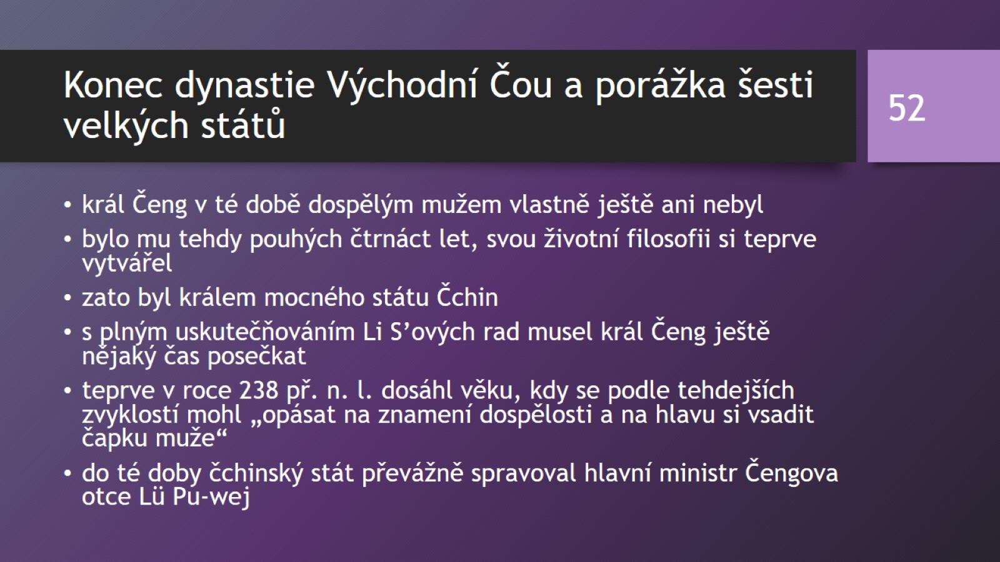 Konec dynastie Východní Čou a porážka šesti
velkých států
52
• král Čeng v té době dospělým mužem vlastně ještě ani nebyl
• bylo mu tehdy pouhých čtrnáct let, svou životní filosofii si teprve
vytvářel
• zato byl králem mocného státu Čchin
• s plným uskutečňováním Li S’ových rad musel král Čeng ještě
nějaký čas posečkat
• teprve v roce 238 př. n. l. dosáhl věku, kdy se podle tehdejších
zvyklostí mohl „opásat na znamení dospělosti a na hlavu si vsadit
čapku muže“
• do té doby čchinský stát převážně spravoval hlavní ministr Čengova
otce Lü Pu-wej